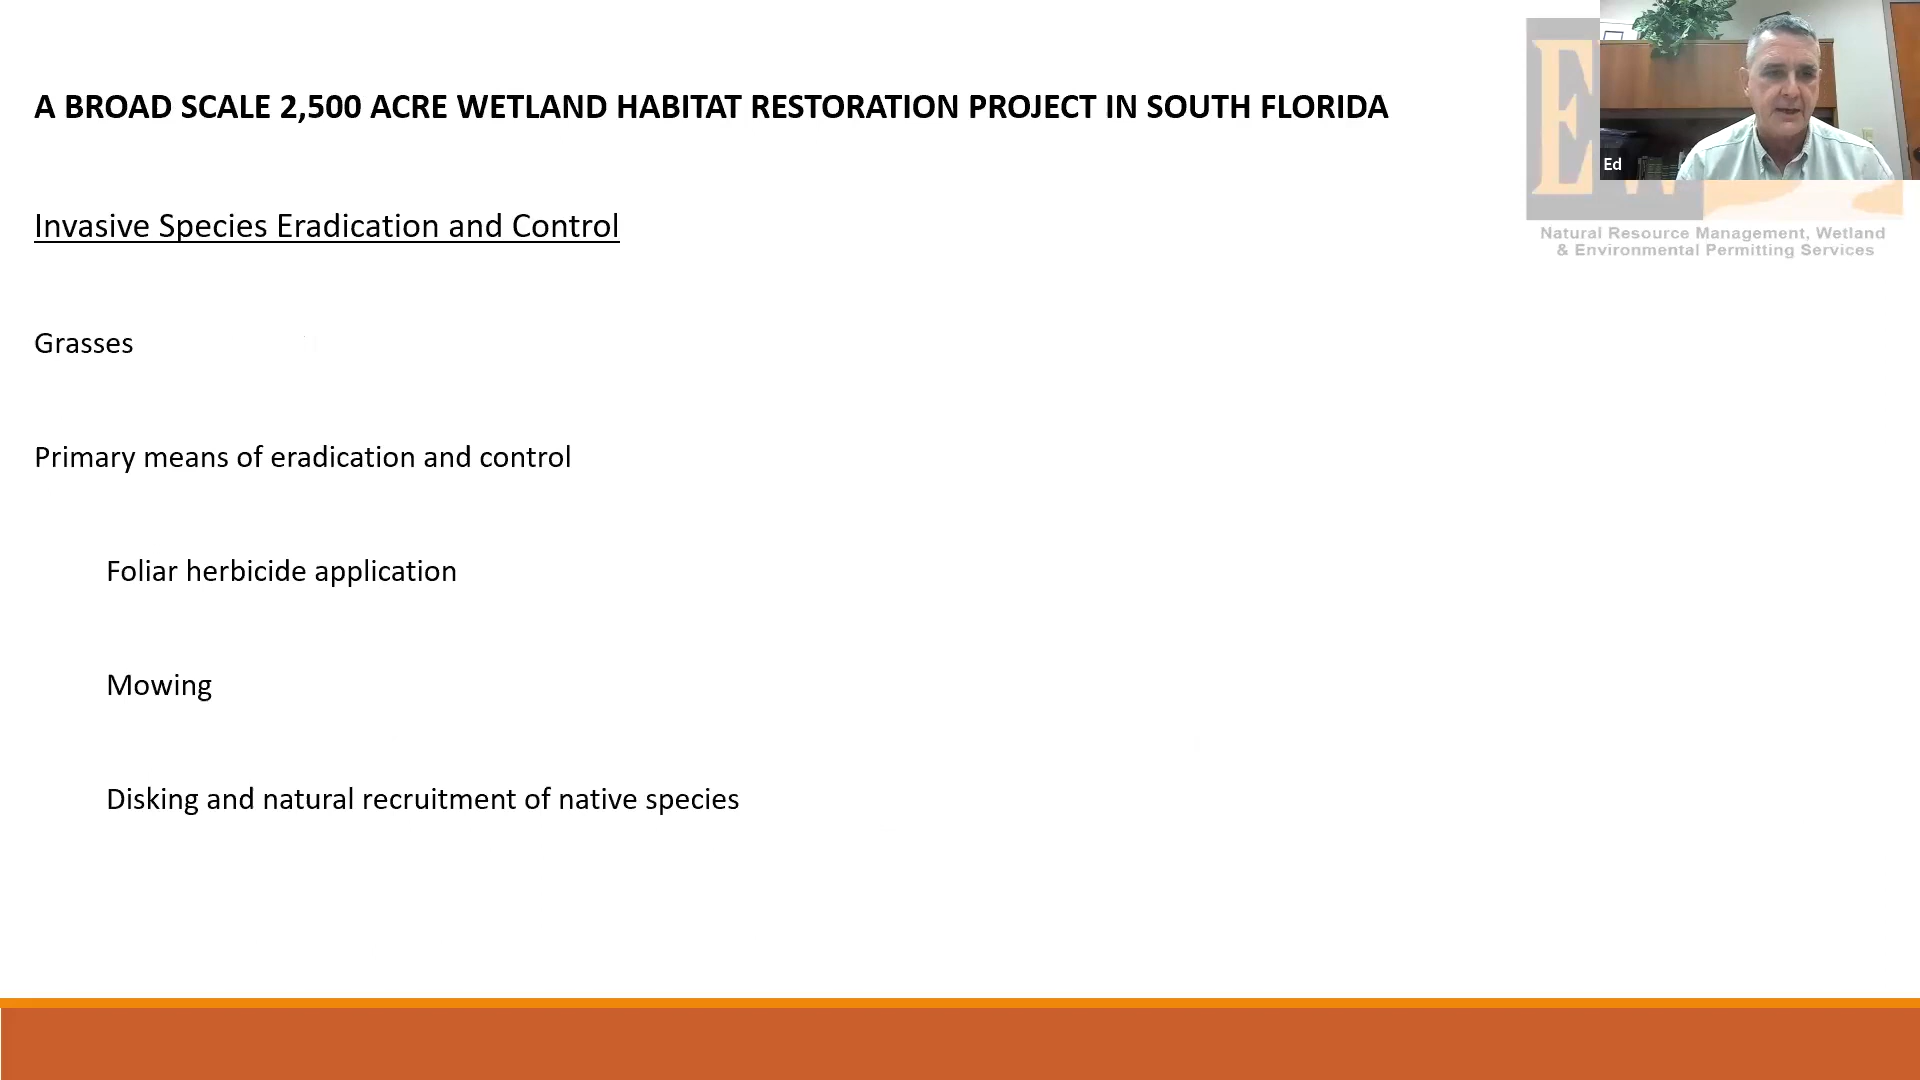 A BROAD SCALE 2,500 ACRE WETLAND HABITAT RESTORATION PROJECT IN SOUTH FLORIDA
Ed
Natural Resource Management, Wetland
& Environmental Permitting Services
Invasive Species Eradication and Control
Grasses
Primary means of eradication and control
Foliar herbicide application
Mowing
Disking and natural recruitment of native species